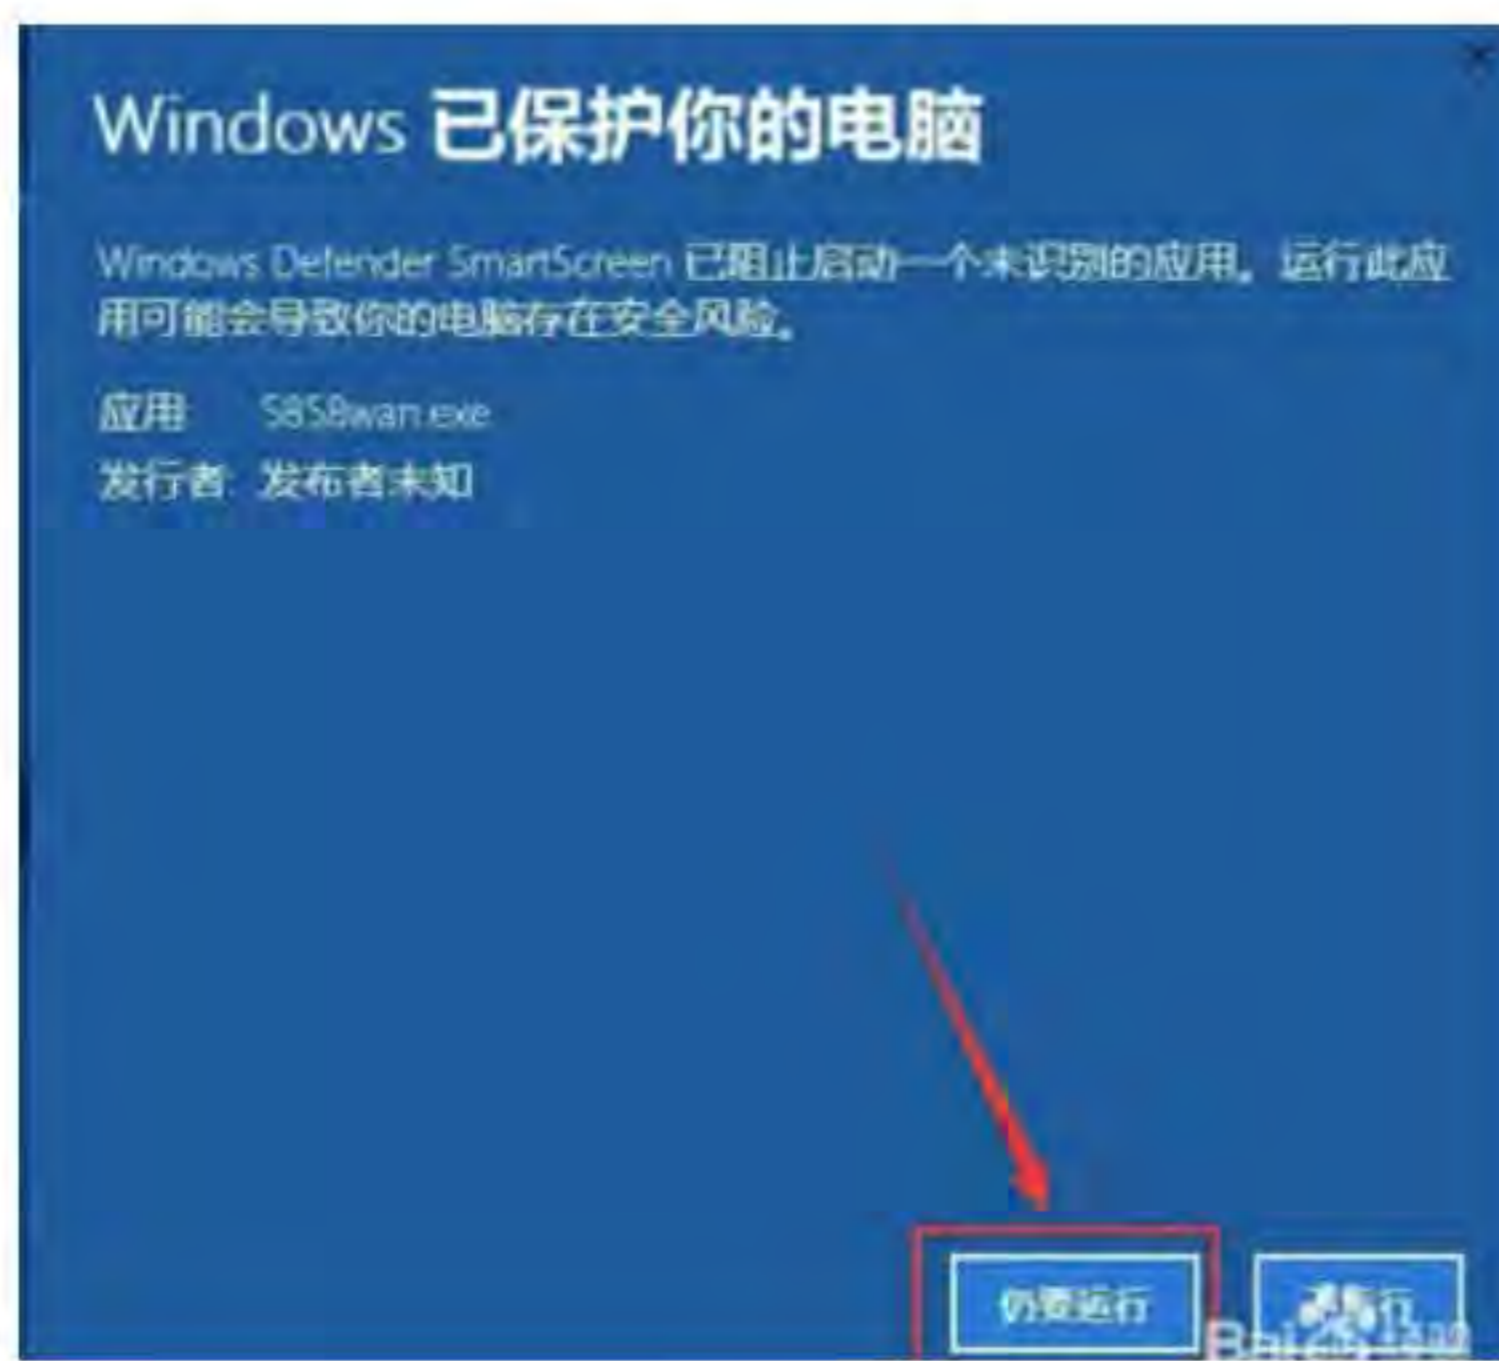 Windows 已保护你的电脑
Windows Defender SmartScreen 已阻止启动一个未识别的应用。运行此应
用可能会导致你的电脑存在安全风险。
应用 5858wan.exe
发行者 发布者未知
仍要运行
行